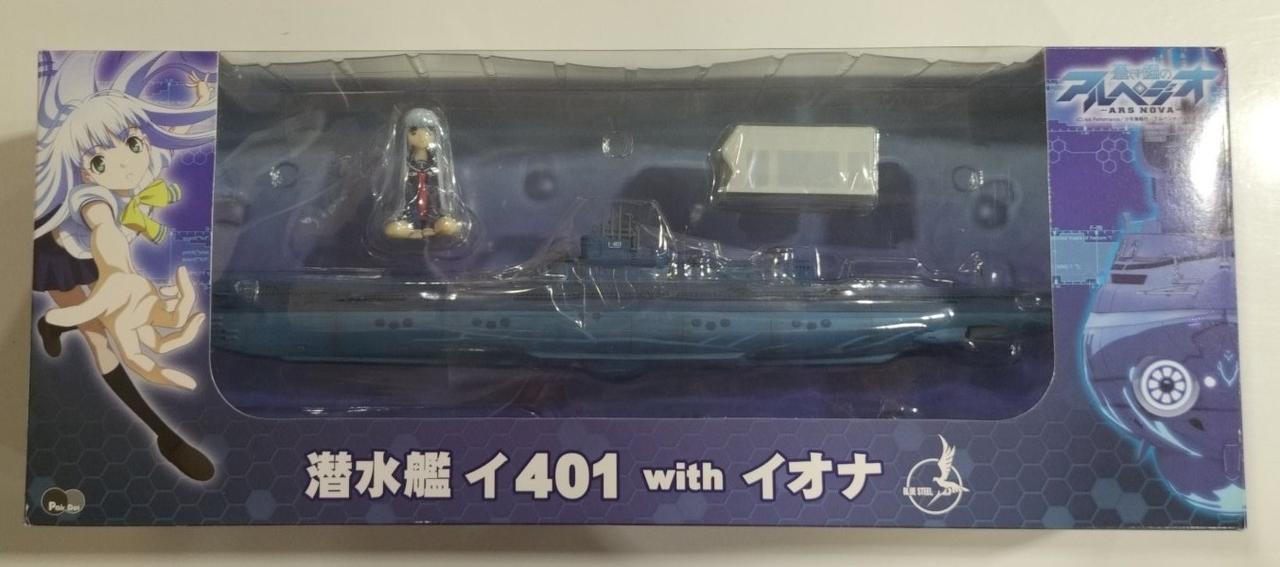 蒼き鋼の
アルペジオ
-ARS NOVA-
I-401
潜水艦 イ401 with イオナ
BLUE STEEL